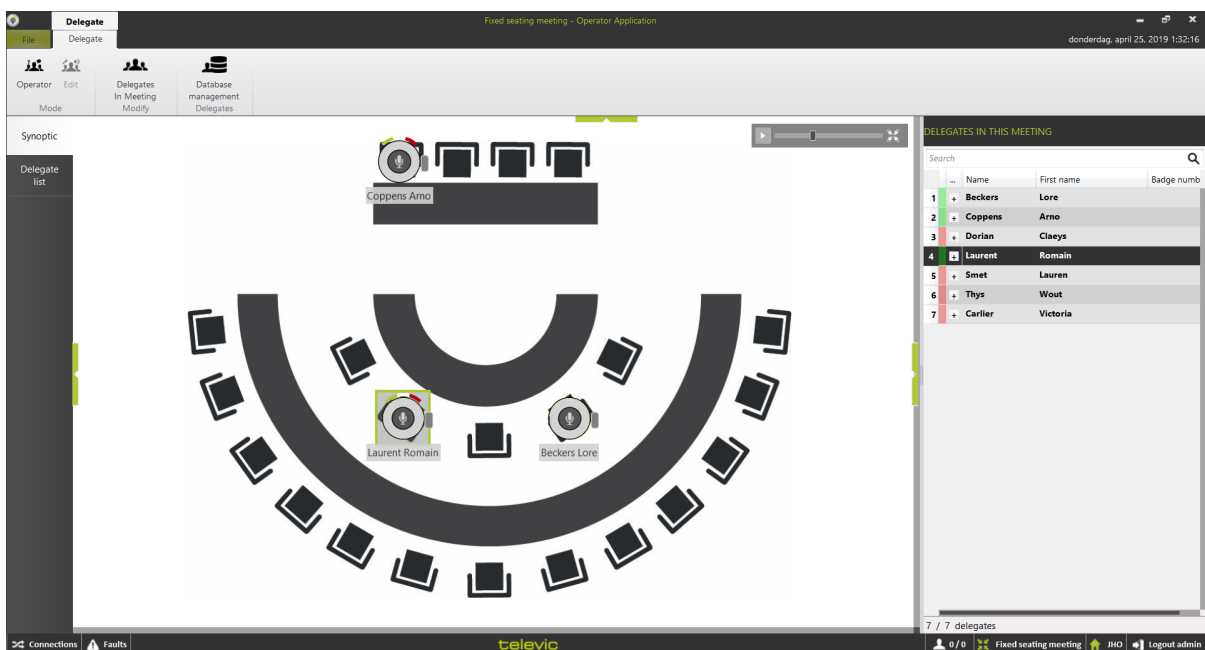 Delegate
Fixed seating meeting - Operator Application
File
Delegate
donderdag, april 25, 2019 1:32:16
Operator
Edit
Mode
Delegates
In Meeting
Modify
Database
management
Delegates
Synoptic
Delegate
list
Coppens Arno
Laurent Romain
Beckers Lore
DELEGATES IN THIS MEETING
Search
... Name First name Badge numb
1 + Beckers Lore
2 + Coppens Arno
3 + Dorian Claeys
4 + Laurent Romain
5 + Smet Lauren
6 + Thys Wout
7 + Carlier Victoria
7 / 7 delegates
Connections Faults televic 0 / 0 Fixed seating meeting JHO Logout admin